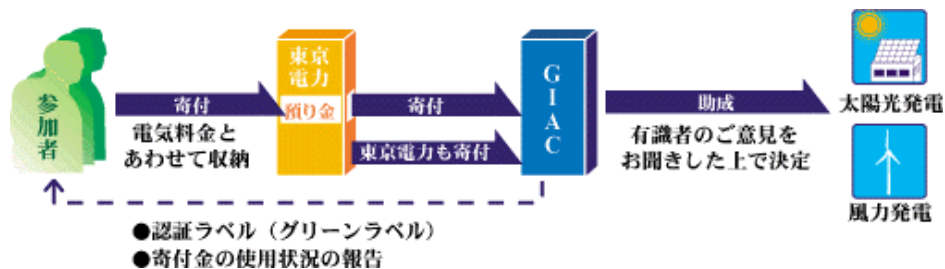 参加者
寄付
電気料金と
あわせて収納
東京
電力
預り金
寄付
東京電力も寄付
GIAC
助成
有識者のご意見を
お聞きした上で決定
太陽光発電
風力発電
●認証ラベル（グリーンラベル）
●寄付金の使用状況の報告